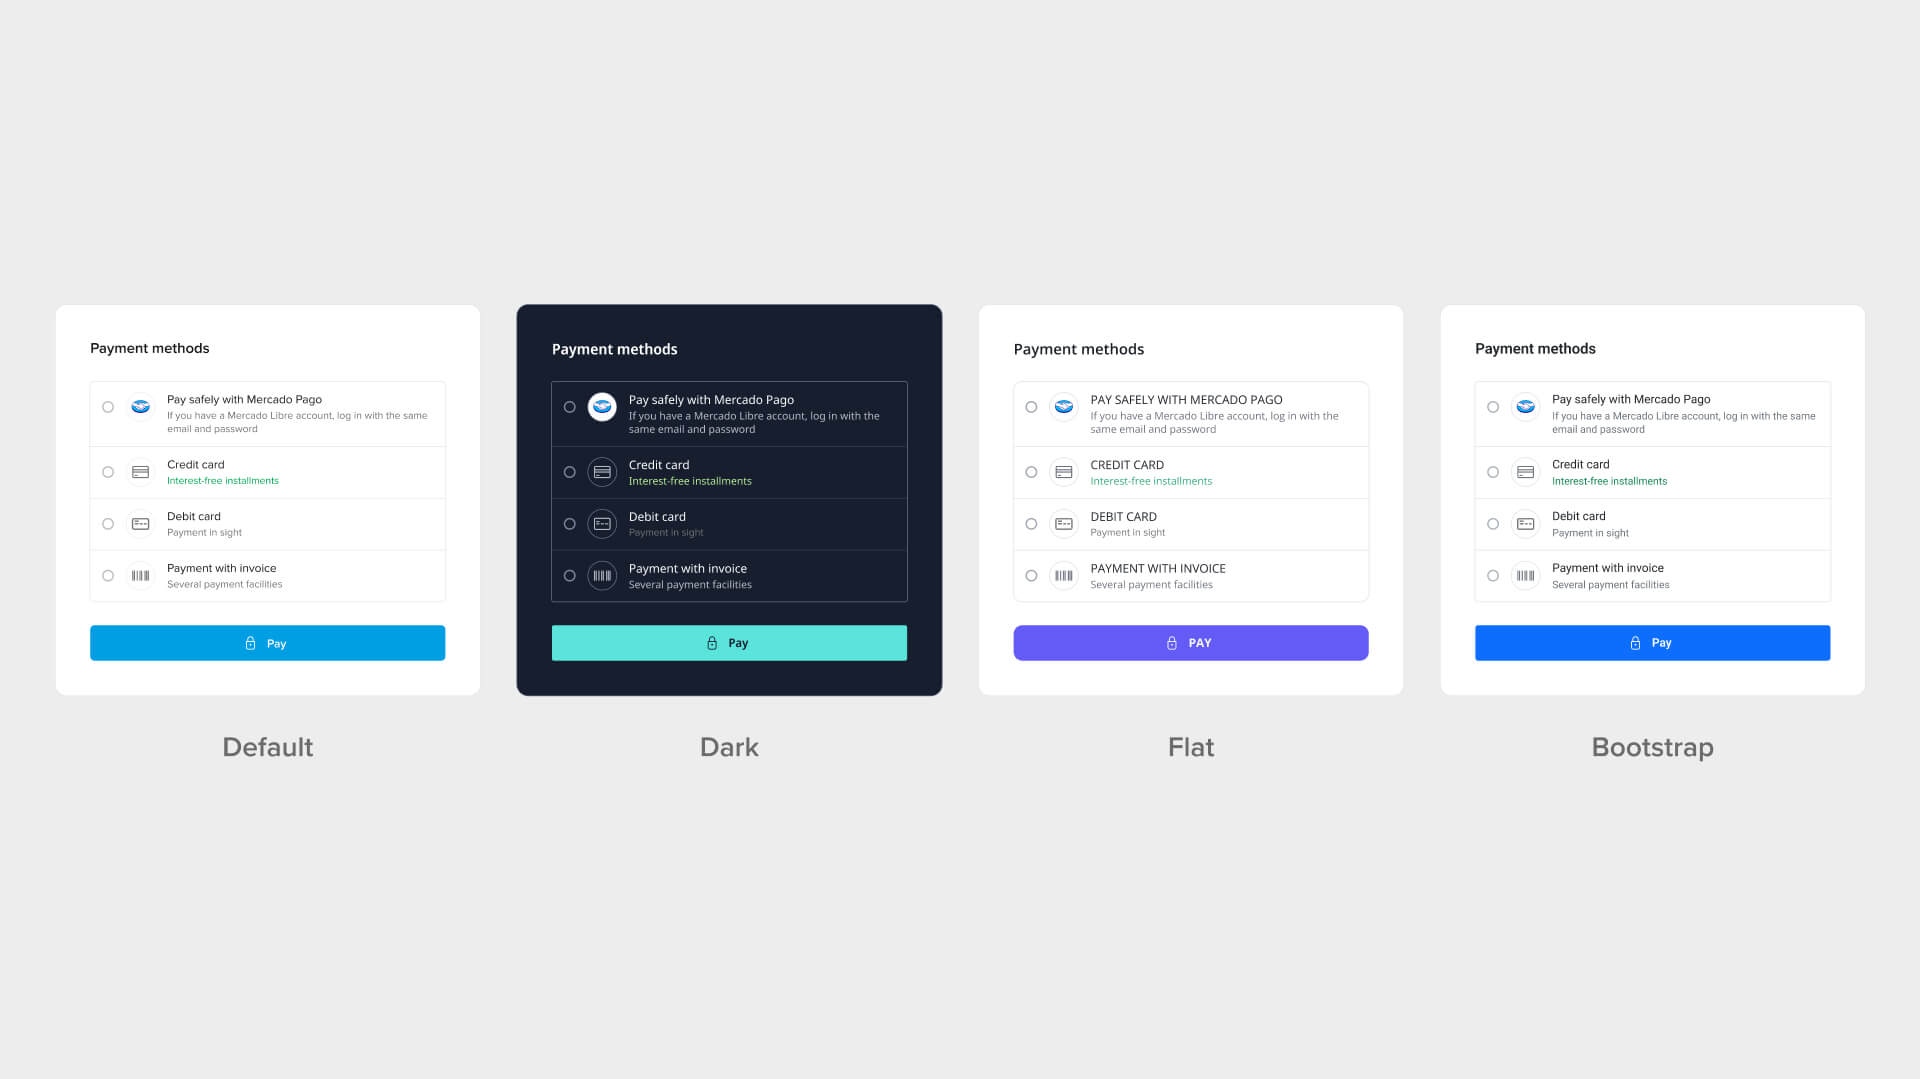 Payment methods
Pay safely with Mercado Pago
If you have a Mercado Libre account, log in with the same
email and password
Credit card
Interest-free installments
Debit card
Payment in sight
Payment with invoice
Several payment facilities
Pay
Default
Payment methods
Pay safely with Mercado Pago
If you have a Mercado Libre account, log in with the
same email and password
Credit card
Interest-free installments
Debit card
Payment in sight
Payment with invoice
Several payment facilities
Pay
Dark
Payment methods
PAY SAFELY WITH MERCADO PAGO
If you have a Mercado Libre account, log in with the
same email and password
CREDIT CARD
Interest-free installments
DEBIT CARD
Payment in sight
PAYMENT WITH INVOICE
Several payment facilities
PAY
Flat
Payment methods
Pay safely with Mercado Pago
If you have a Mercado Libre account, log in with the same
email and password
Credit card
Interest-free installments
Debit card
Payment in sight
Payment with invoice
Several payment facilities
Pay
Bootstrap